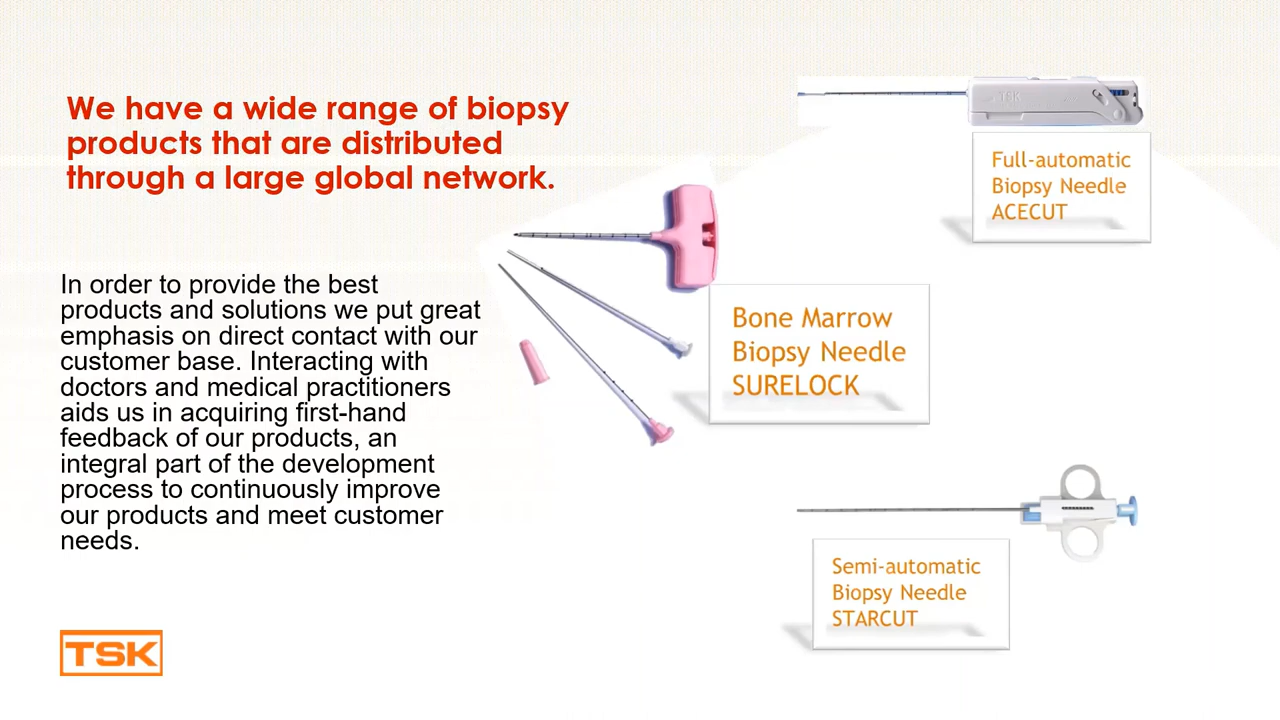 We have a wide range of biopsy
products that are distributed
through a large global network.
In order to provide the best
products and solutions we put great
emphasis on direct contact with our
customer base. Interacting with
doctors and medical practitioners
aids us in acquiring first-hand
feedback of our products, an
integral part of the development
process to continuously improve
our products and meet customer
needs.
TSK
TSK
Full-automatic
Biopsy Needle
ACECUT
Bone Marrow
Biopsy Needle
SURELOCK
Semi-automatic
Biopsy Needle
STARCUT